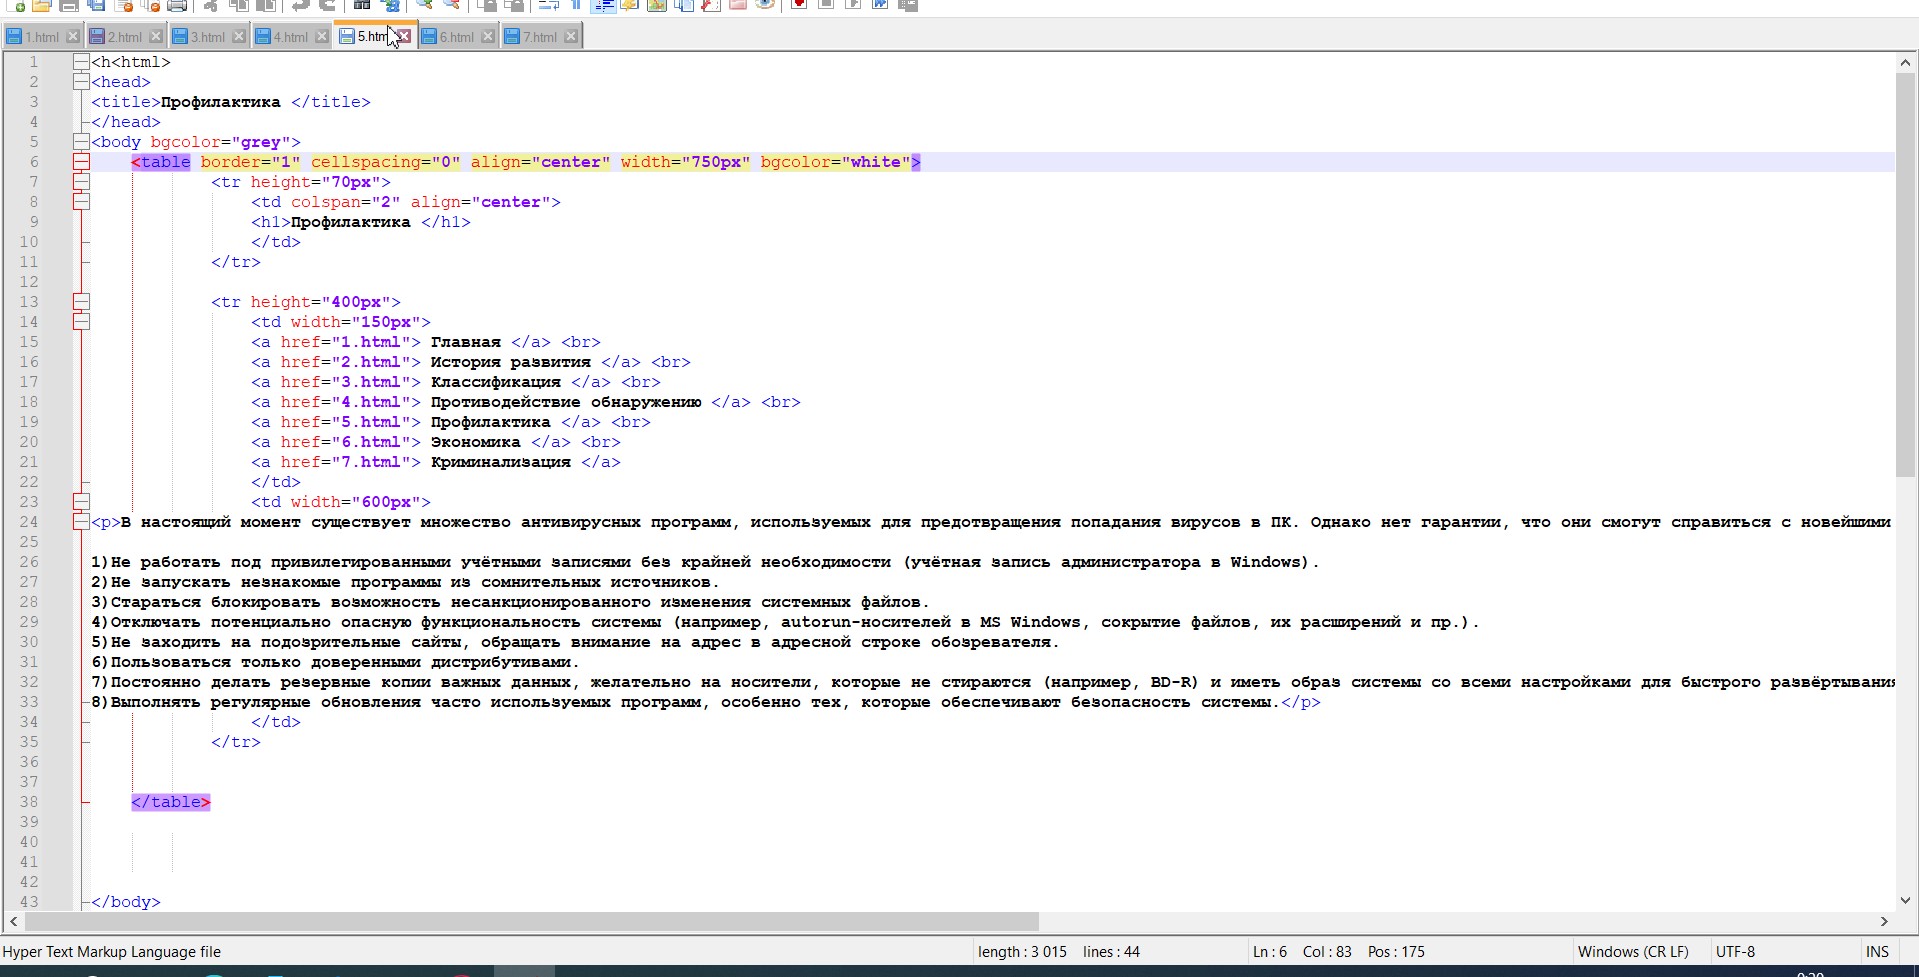 1.html 2.html 3.html 4.html 5.htm 6.html 7.html
1 <h<html>
2 <head>
3 <title>Профилактика </title>
4 </head>
5 <body bgcolor="grey">
6 <table border="1" cellspacing="0" align="center" width="750px" bgcolor="white">
7 <tr height="70px">
8 <td colspan="2" align="center">
9 <h1>Профилактика </h1>
10 </td>
11 </tr>
12
13 <tr height="400px">
14 <td width="150px">
15 <a href="1.html"> Главная </a> <br>
16 <a href="2.html"> История развития </a> <br>
17 <a href="3.html"> Классификация </a> <br>
18 <a href="4.html"> Противодействие обнаружению </a> <br>
19 <a href="5.html"> Профилактика </a> <br>
20 <a href="6.html"> Экономика </a> <br>
21 <a href="7.html"> Криминализация </a>
22 </td>
23 <td width="600px">
24 <p>В настоящий момент существует множество антивирусных программ, используемых для предотвращения попадания вирусов в ПК. Однако нет гарантии, что они смогут справиться с новейшими
25
26 1)Не работать под привилегированными учётными записями без крайней необходимости (учётная запись администратора в Windows).
27 2)Не запускать незнакомые программы из сомнительных источников.
28 3)Стараться блокировать возможность несанкционированного изменения системных файлов.
29 4)Отключать потенциально опасную функциональность системы (например, autorun-носителей в MS Windows, сокрытие файлов, их расширений и пр.).
30 5)Не заходить на подозрительные сайты, обращать внимание на адрес в адресной строке обозревателя.
31 6)Пользоваться только доверенными дистрибутивами.
32 7)Постоянно делать резервные копии важных данных, желательно на носители, которые не стираются (например, BD-R) и иметь образ системы со всеми настройками для быстрого развёртывания
33 8)Выполнять регулярные обновления часто используемых программ, особенно тех, которые обеспечивают безопасность системы.</p>
34 </td>
35 </tr>
36
37
38 </table>
39
40
41
42
43 </body>
Hyper Text Markup Language file length : 3 015 lines : 44 Ln : 6 Col : 83 Pos : 175 Windows (CR LF) UTF-8 INS